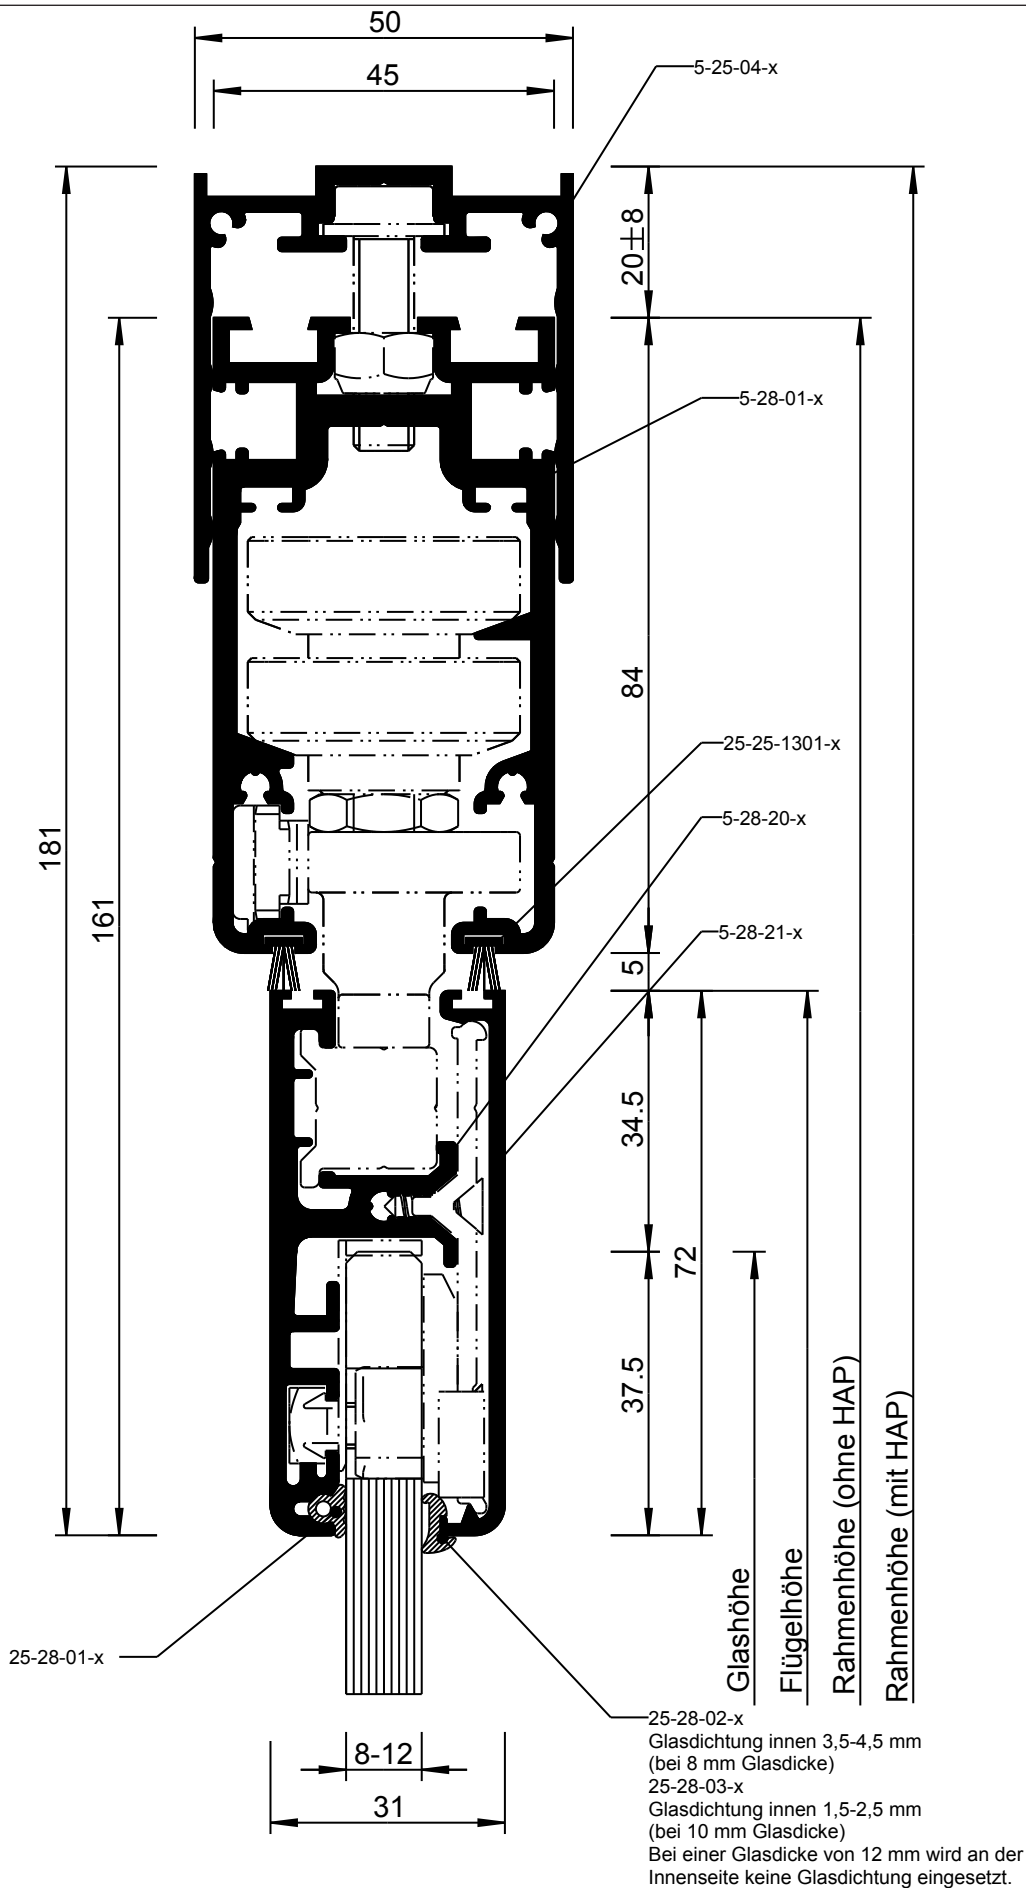 50
45
5-25-04-x
20±8
5-28-01-x
84
25-25-1301-x
5-28-20-x
181
161
5-28-21-x
5
34.5
72
37.5
Glashöhe
Flügelhöhe
Rahmenhöhe (ohne HAP)
Rahmenhöhe (mit HAP)
25-28-01-x
25-28-02-x
Glasdichtung innen 3,5-4,5 mm
(bei 8 mm Glasdicke)
25-28-03-x
Glasdichtung innen 1,5-2,5 mm
(bei 10 mm Glasdicke)
Bei einer Glasdicke von 12 mm wird an der
Innenseite keine Glasdichtung eingesetzt.
8-12
31